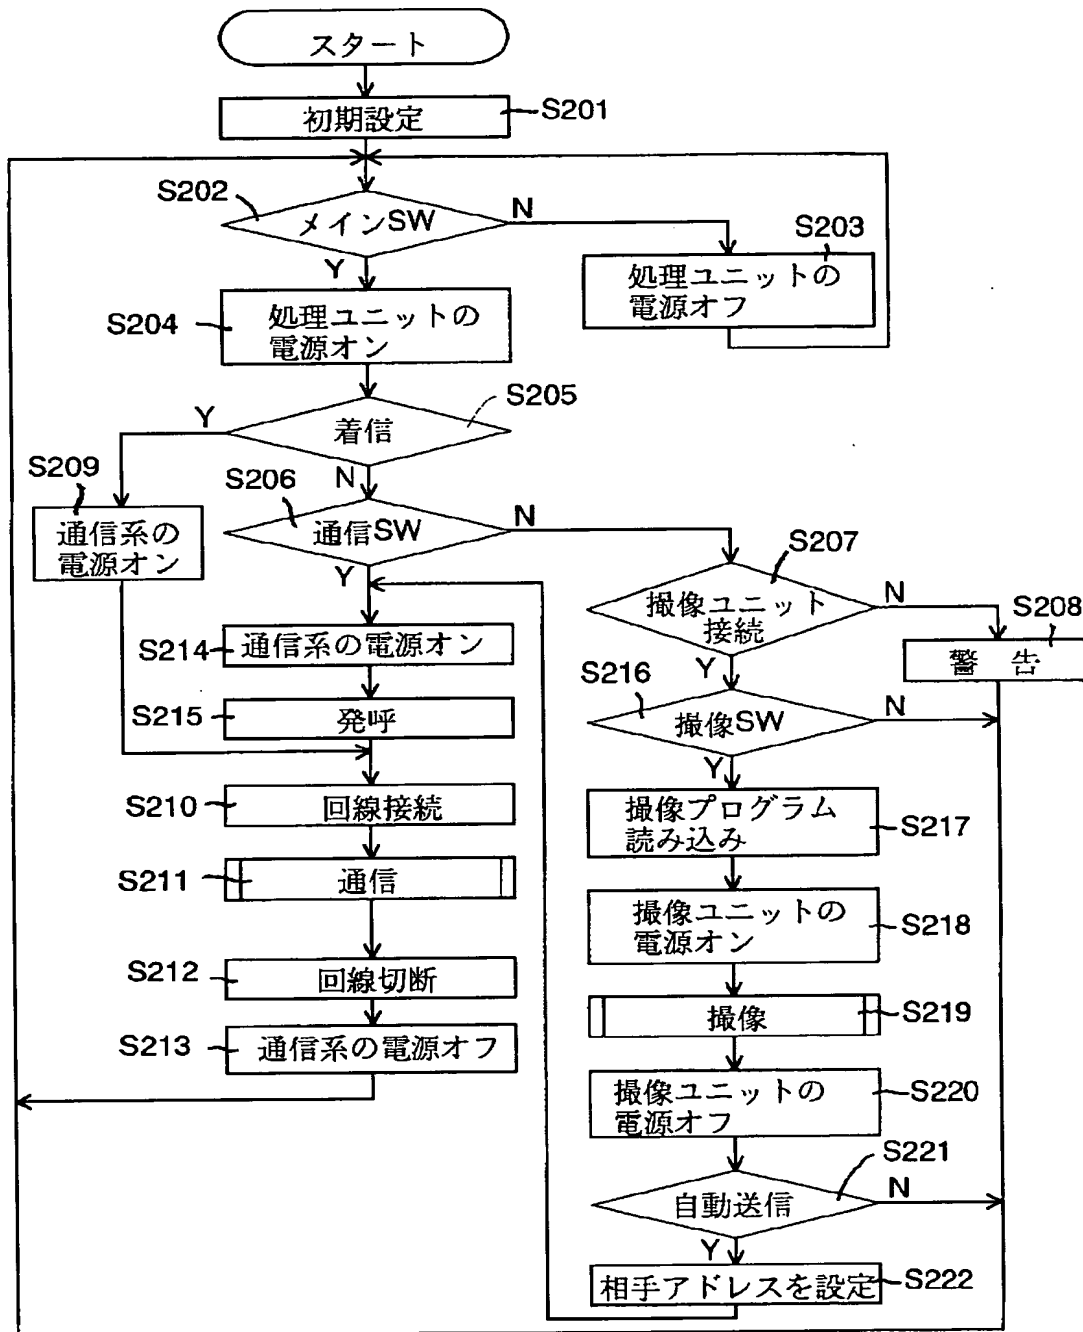 スタート
初期設定
S201
S202
メインSW
N
Y
S203
処理ユニットの
電源オフ
S204
処理ユニットの
電源オン
S205
Y
着信
N
S209
通信系の
電源オン
S206
通信SW
N
Y
S207
撮像ユニット
接続
N
Y
S208
警告
S214
通信系の電源オン
S216
撮像SW
N
Y
S215
発呼
S210
回線接続
撮像プログラム
読み込み
S217
S211
通信
撮像ユニットの
電源オン
S218
S212
回線切断
撮像
S219
S213
通信系の電源オフ
撮像ユニットの
電源オフ
S220
S221
自動送信
N
Y
相手アドレスを設定
S222